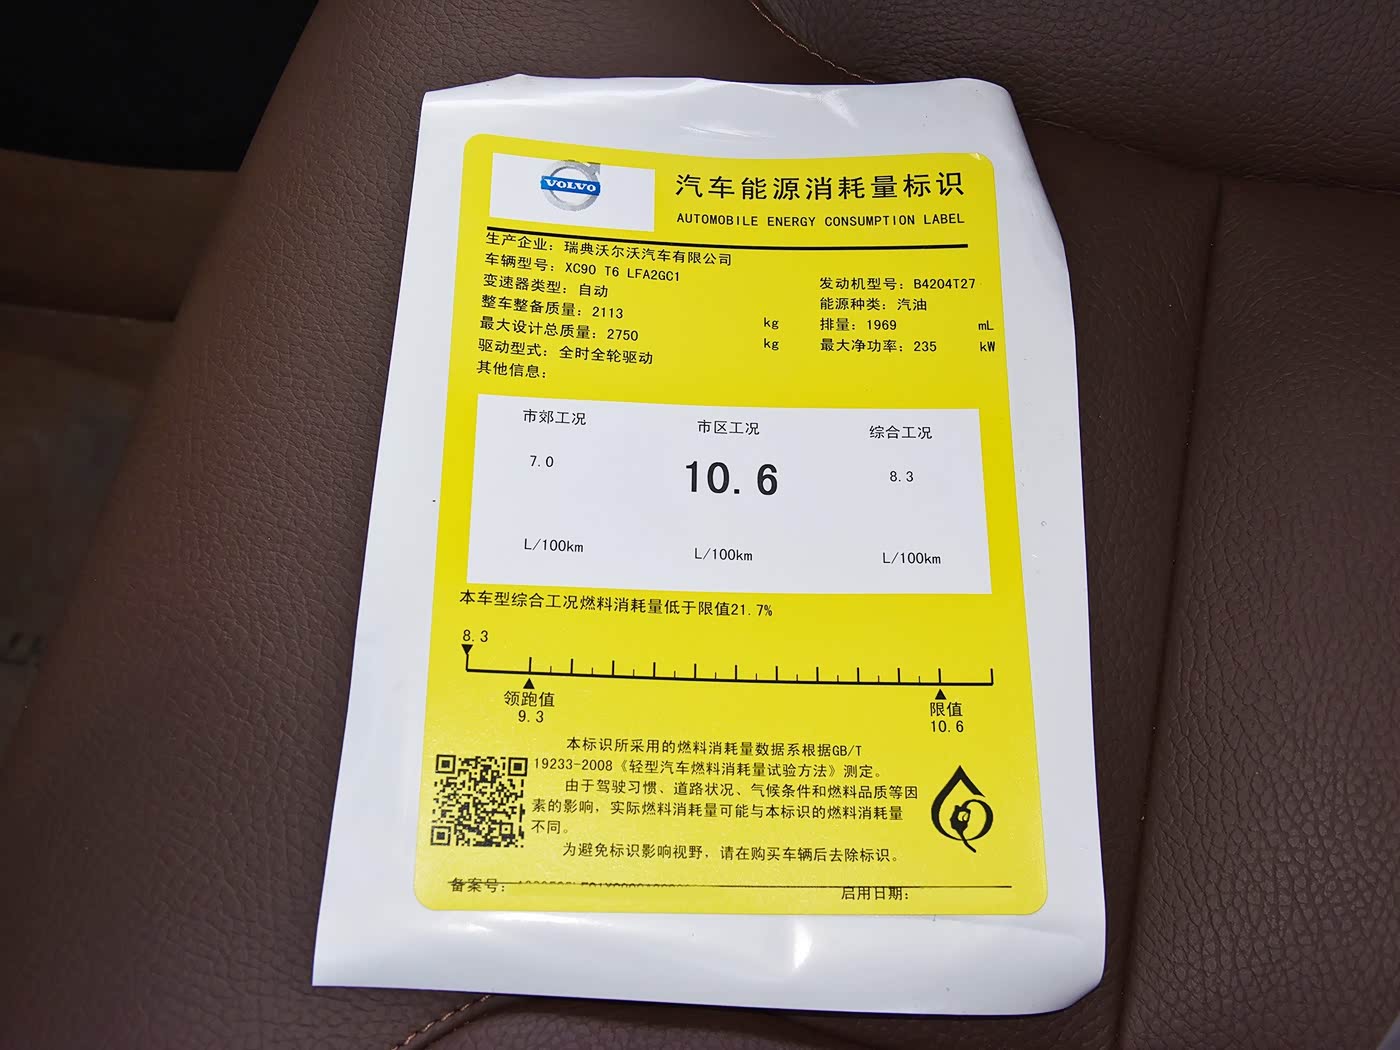 VOLVO
汽车能源消耗量标识
AUTOMOBILE ENERGY CONSUMPTION LABEL
生产企业：瑞典沃尔沃汽车有限公司
车辆型号：XC90 T6 LFA2GC1
发动机型号：B4204T27
变速器类型：自动
能源种类：汽油
整车整备质量：2113 kg
排量：1969 mL
最大设计总质量：2750 kg
最大净功率：235 kW
驱动型式：全时全轮驱动
其他信息：
市郊工况 市区工况 综合工况
7.0 10.6 8.3
L/100km L/100km L/100km
本车型综合工况燃料消耗量低于限值21.7%
8.3
领跑值 限值
9.3 10.6
本标识所采用的燃料消耗量数据系根据GB/T
19233-2008《轻型汽车燃料消耗量试验方法》测定。
由于驾驶习惯、道路状况、气候条件和燃料品质等因
素的影响，实际燃料消耗量可能与本标识的燃料消耗量
不同。
为避免标识影响视野，请在购买车辆后去除标识。
备案号：
启用日期：